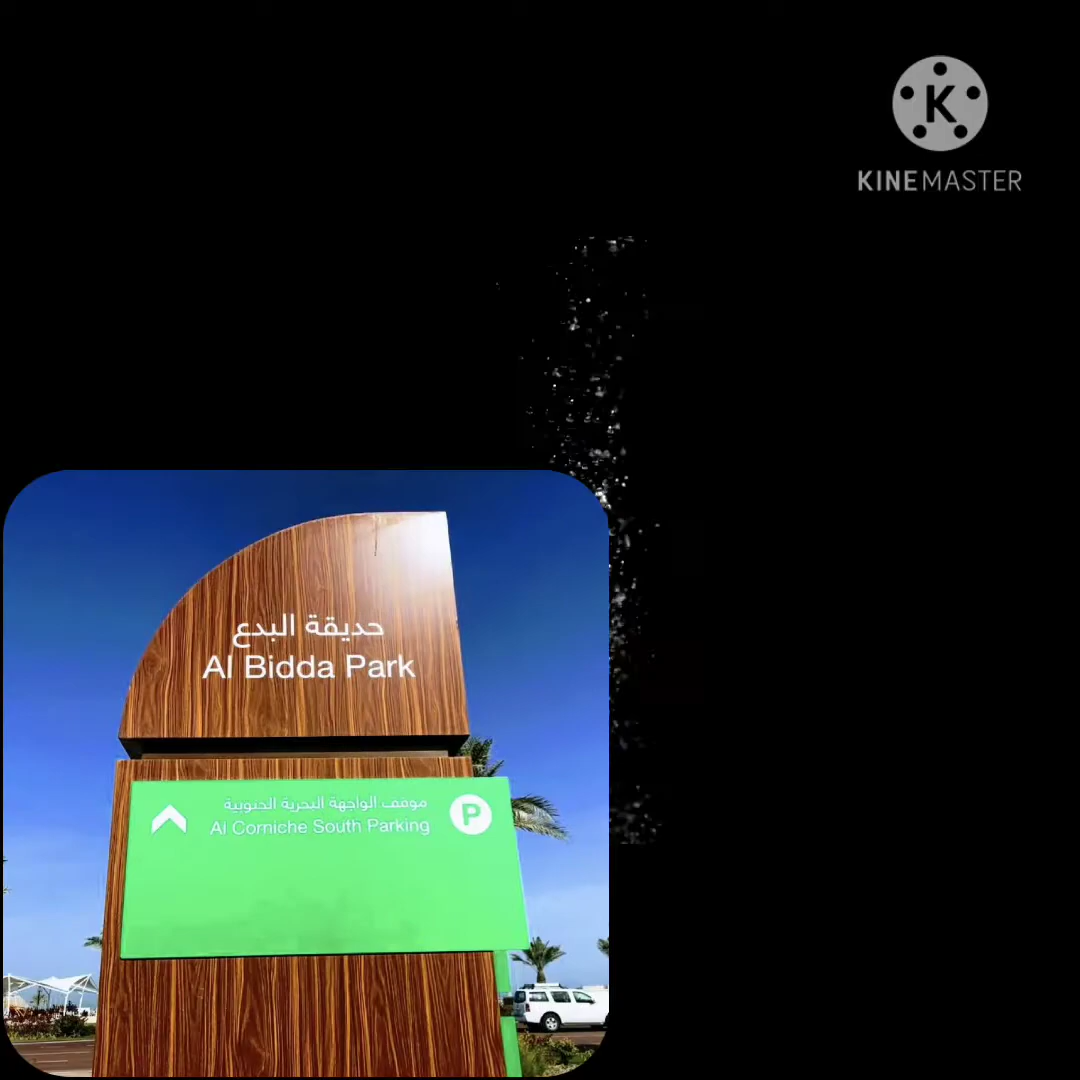 K
KINEMASTER
حديقة البدع
Al Bidda Park
موقف الواجهة البحرية الجنوبية
Al Corniche South Parking
P